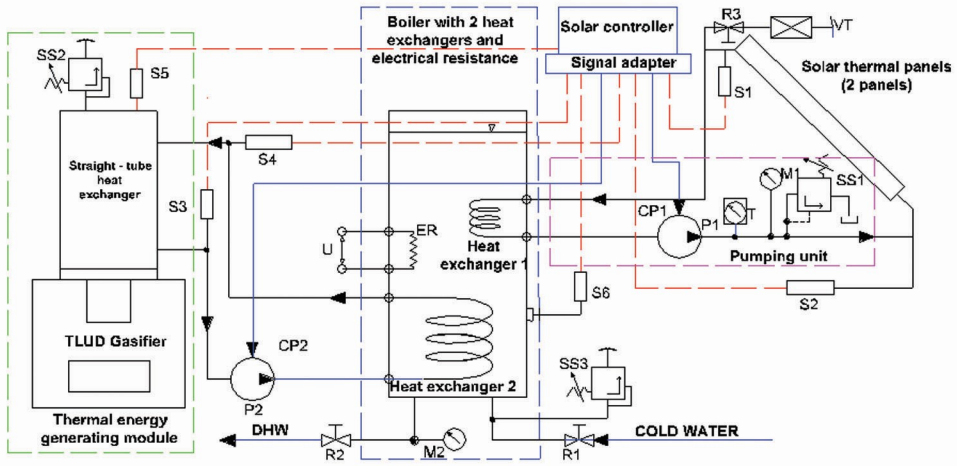 Boiler with 2 heat
exchangers and
electrical resistance
Solar controller
Signal adapter
R3
VT
Solar thermal panels
(2 panels)
SS2
S5
S1
Straight - tube
heat
exchanger
S4
S3
M1
SS1
CP1
P1
T
ER
U
Heat
exchanger 1
Pumping unit
S6
S2
TLUD Gasifier
CP2
P2
Heat exchanger 2
SS3
Thermal energy
generating module
DHW
R2
M2
R1
COLD WATER